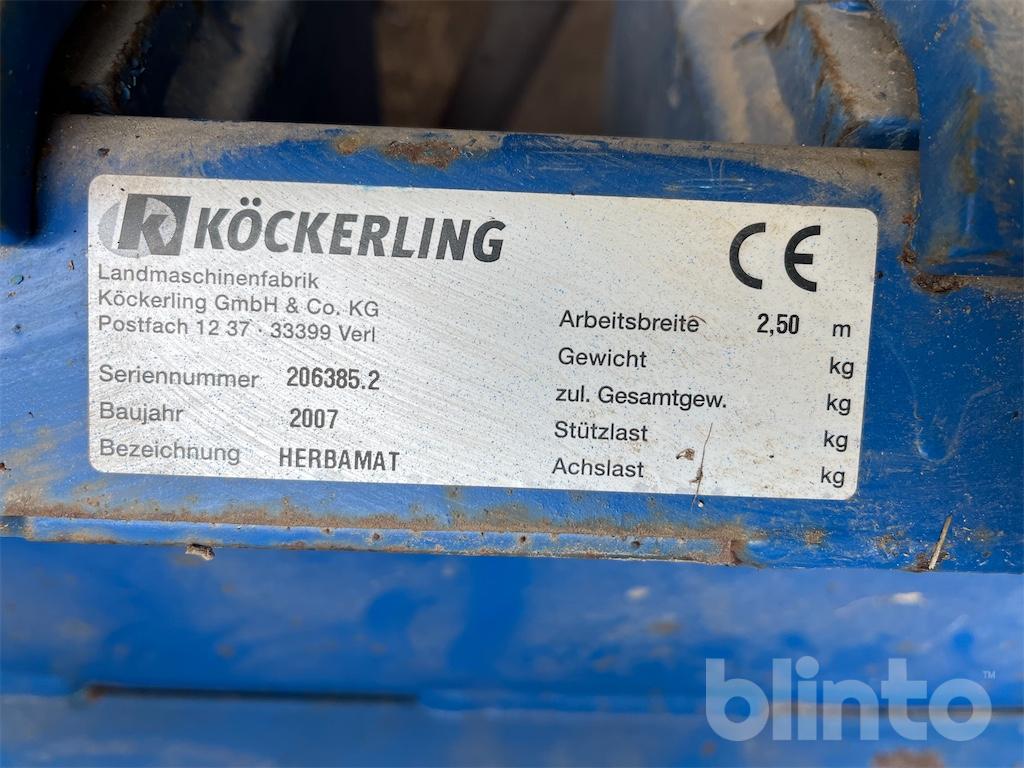 k KÖCKERLING
CE
Landmaschinenfabrik
Köckerling GmbH & Co. KG
Postfach 12 37 · 33399 Verl
Seriennummer 206385.2
Baujahr 2007
Bezeichnung HERBAMAT
Arbeitsbreite 2,50 m
Gewicht kg
zul. Gesamtgew. kg
Stützlast kg
Achslast kg
blinto™